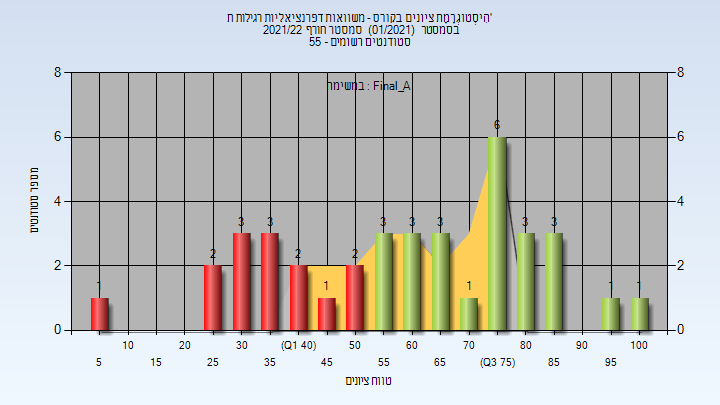 היסטוגרמת ציונים בקורס - משוואות דפרנציאליות רגילות ת'
בסמסטר (01/2021) סמסטר חורף 2021/22
סטודנטים רשומים - 55
במשימה : Final_A
8 8
6 6
4 4
2 2
0 0
מספר סטודנטים
1 2 3 3 2 1 2 3 3 3 1 6 3 3 1 1
10 20 30 (Q1 40) 50 60 70 80 90 100
5 15 25 35 45 55 65 (Q3 75) 85 95
טווח ציונים